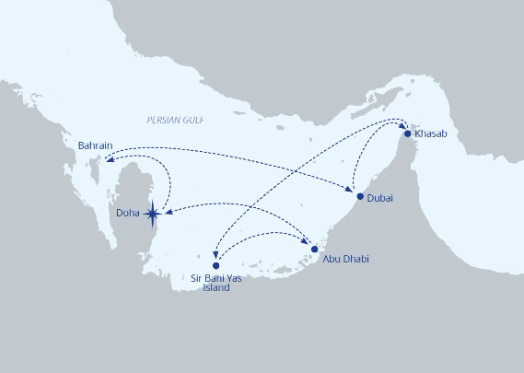 PERSIAN GULF
Khasab
Bahrain
Dubai
Doha
Abu Dhabi
Sir Bani Yas
Island